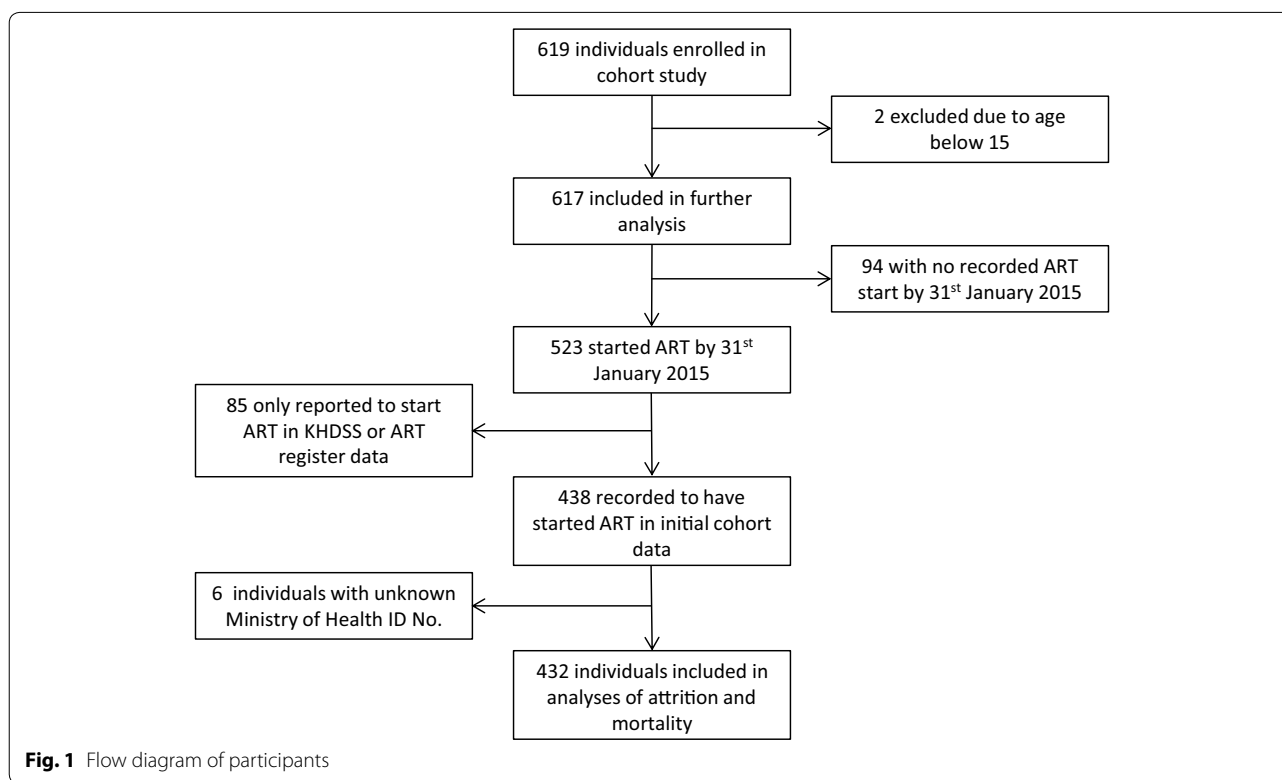 619 individuals enrolled in
cohort study
2 excluded due to age
below 15
617 included in further
analysis
94 with no recorded ART
start by 31st January 2015
523 started ART by 31st
January 2015
85 only reported to start
ART in KHDSS or ART
register data
438 recorded to have
started ART in initial cohort
data
6 individuals with unknown
Ministry of Health ID No.
432 individuals included in
analyses of attrition and
mortality
Fig. 1 Flow diagram of participants